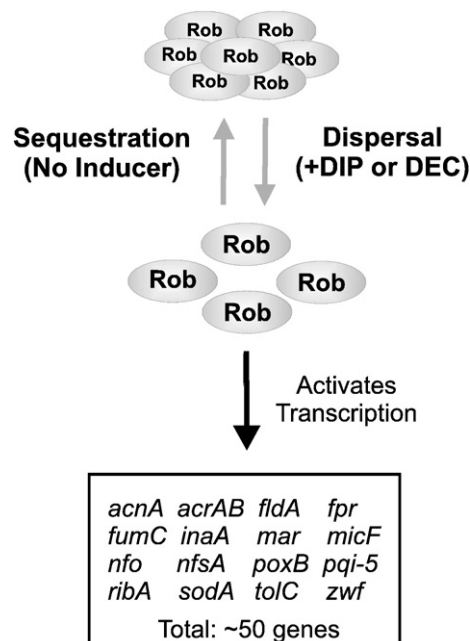 Rob Rob
Rob Rob Rob
Rob Rob
Sequestration
(No Inducer)
Dispersal
(+DIP or DEC)
Rob
Rob Rob
Rob
Activates
Transcription
acnA acrAB fldA fpr
fumC inaA mar micF
nfo nfsA poxB pqi-5
ribA sodA tolC zwf
Total: ~50 genes